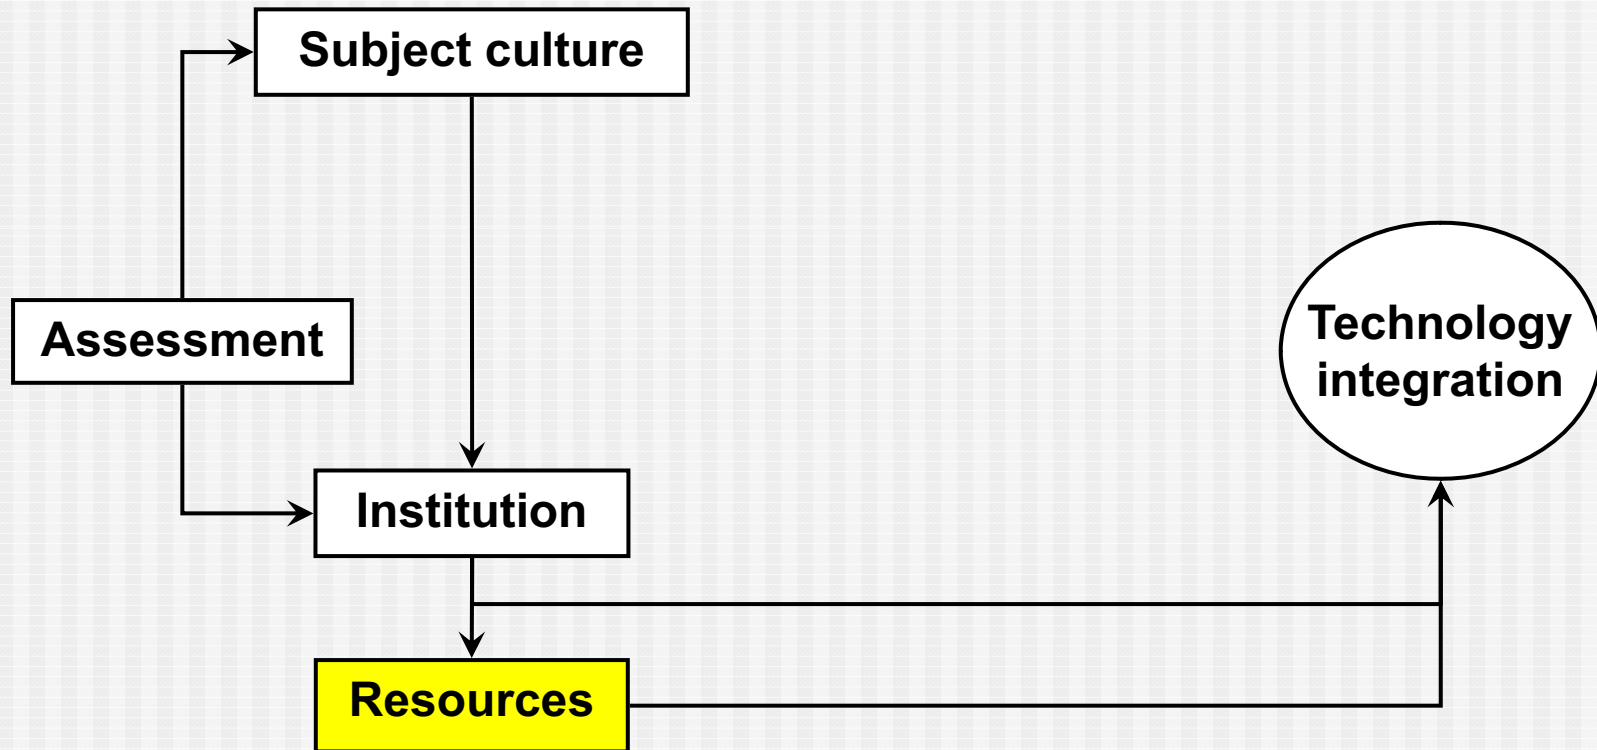 Subject culture
Assessment
Technology
integration
Institution
Resources